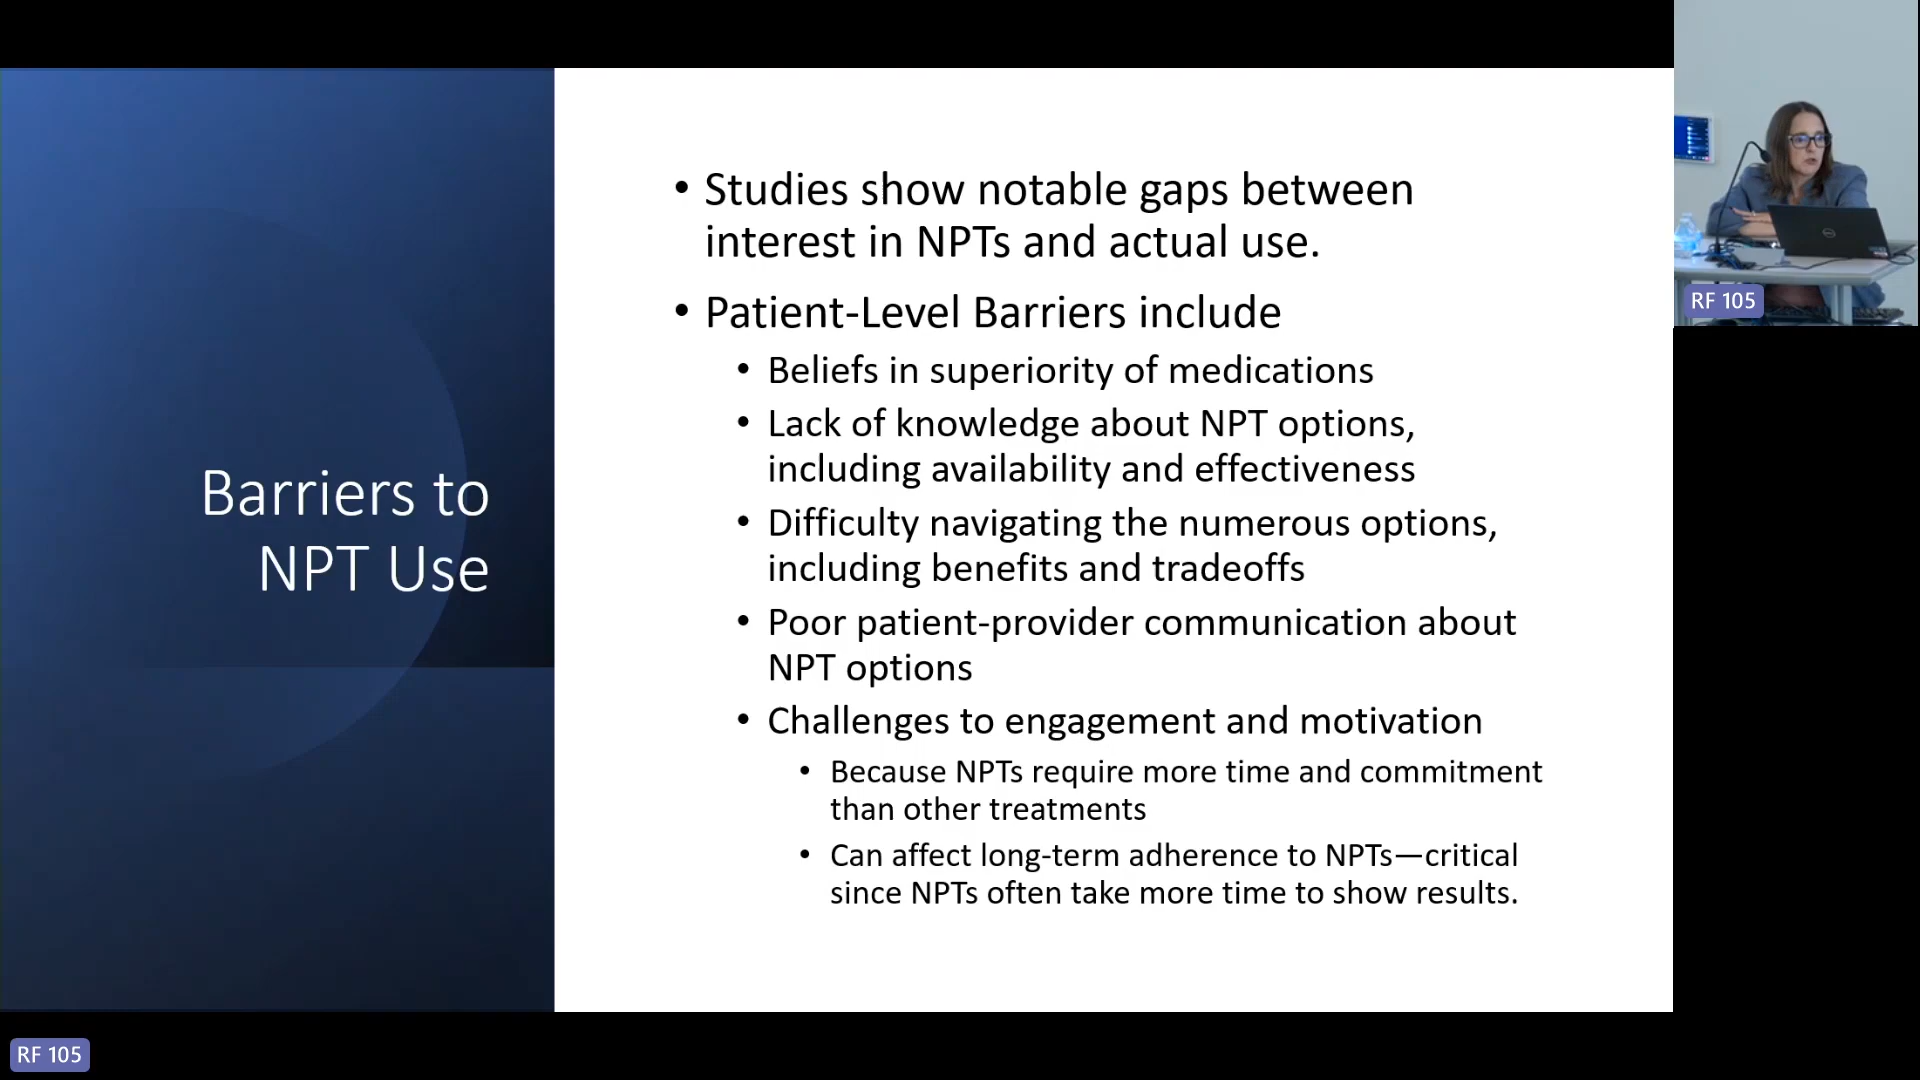 Barriers to
NPT Use
• Studies show notable gaps between
interest in NPTs and actual use.
• Patient-Level Barriers include
• Beliefs in superiority of medications
• Lack of knowledge about NPT options,
including availability and effectiveness
• Difficulty navigating the numerous options,
including benefits and tradeoffs
• Poor patient-provider communication about
NPT options
• Challenges to engagement and motivation
• Because NPTs require more time and commitment
than other treatments
• Can affect long-term adherence to NPTs—critical
since NPTs often take more time to show results.
RF 105
RF 105